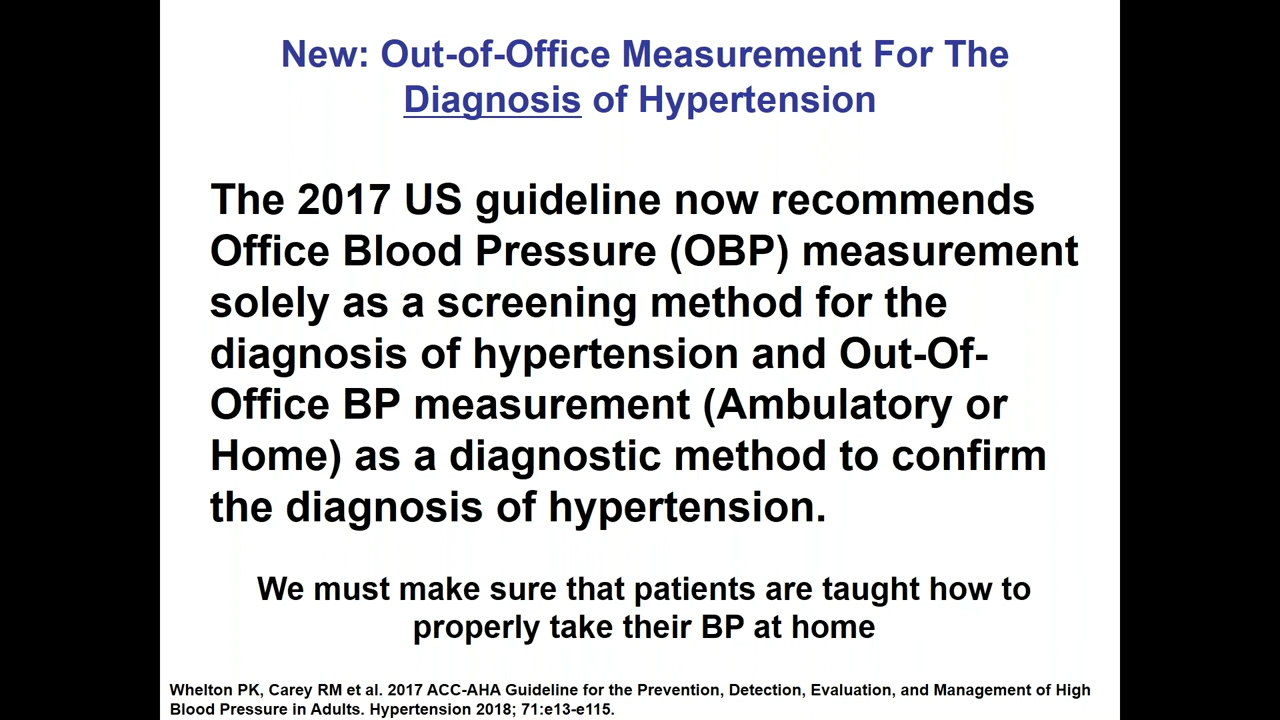 New: Out-of-Office Measurement For The
Diagnosis of Hypertension
The 2017 US guideline now recommends
Office Blood Pressure (OBP) measurement
solely as a screening method for the
diagnosis of hypertension and Out-Of-
Office BP measurement (Ambulatory or
Home) as a diagnostic method to confirm
the diagnosis of hypertension.
We must make sure that patients are taught how to
properly take their BP at home
Whelton PK, Carey RM et al. 2017 ACC-AHA Guideline for the Prevention, Detection, Evaluation, and Management of High
Blood Pressure in Adults. Hypertension 2018; 71:e13-e115.